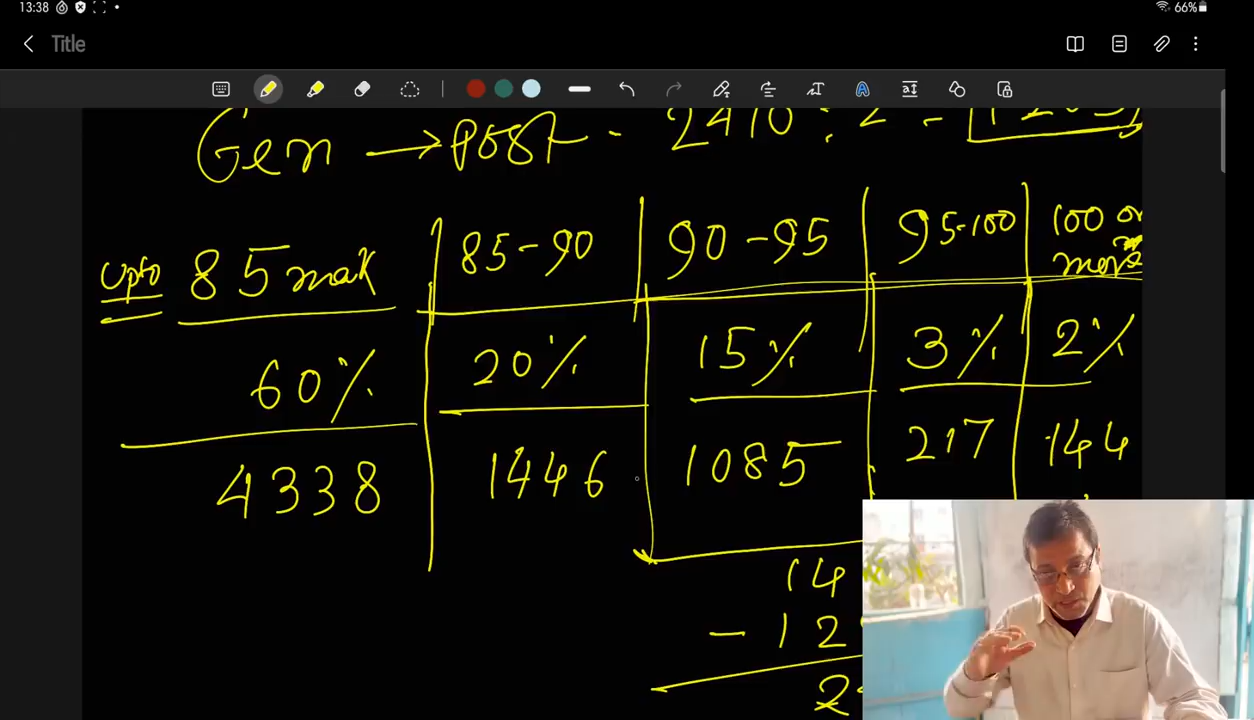 13:38 66%
Title
Gen → Post - 2410 ÷ 2 =
upto 85 mark 85-90 90-95 95-100 100 or more
60% 20% 15% 3% 2%
4338 1446 1085 217 144
14
- 12
2